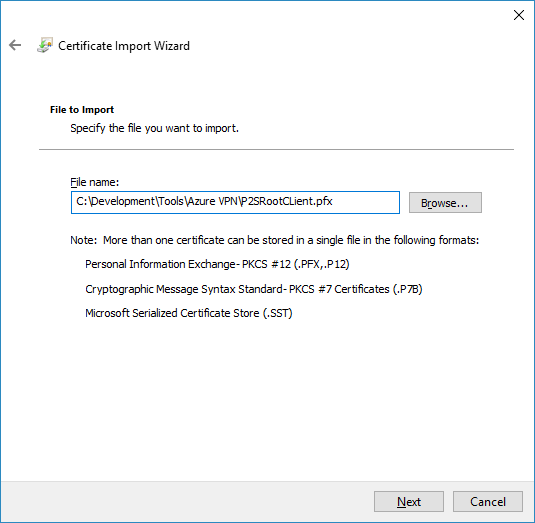 Certificate Import Wizard
File to Import
Specify the file you want to import.
File name:
C:\Development\Tools\Azure VPN\P2SRootCLient.pfx
Browse...
Note: More than one certificate can be stored in a single file in the following formats:
Personal Information Exchange- PKCS #12 (.PFX,.P12)
Cryptographic Message Syntax Standard- PKCS #7 Certificates (.P7B)
Microsoft Serialized Certificate Store (.SST)
Next
Cancel